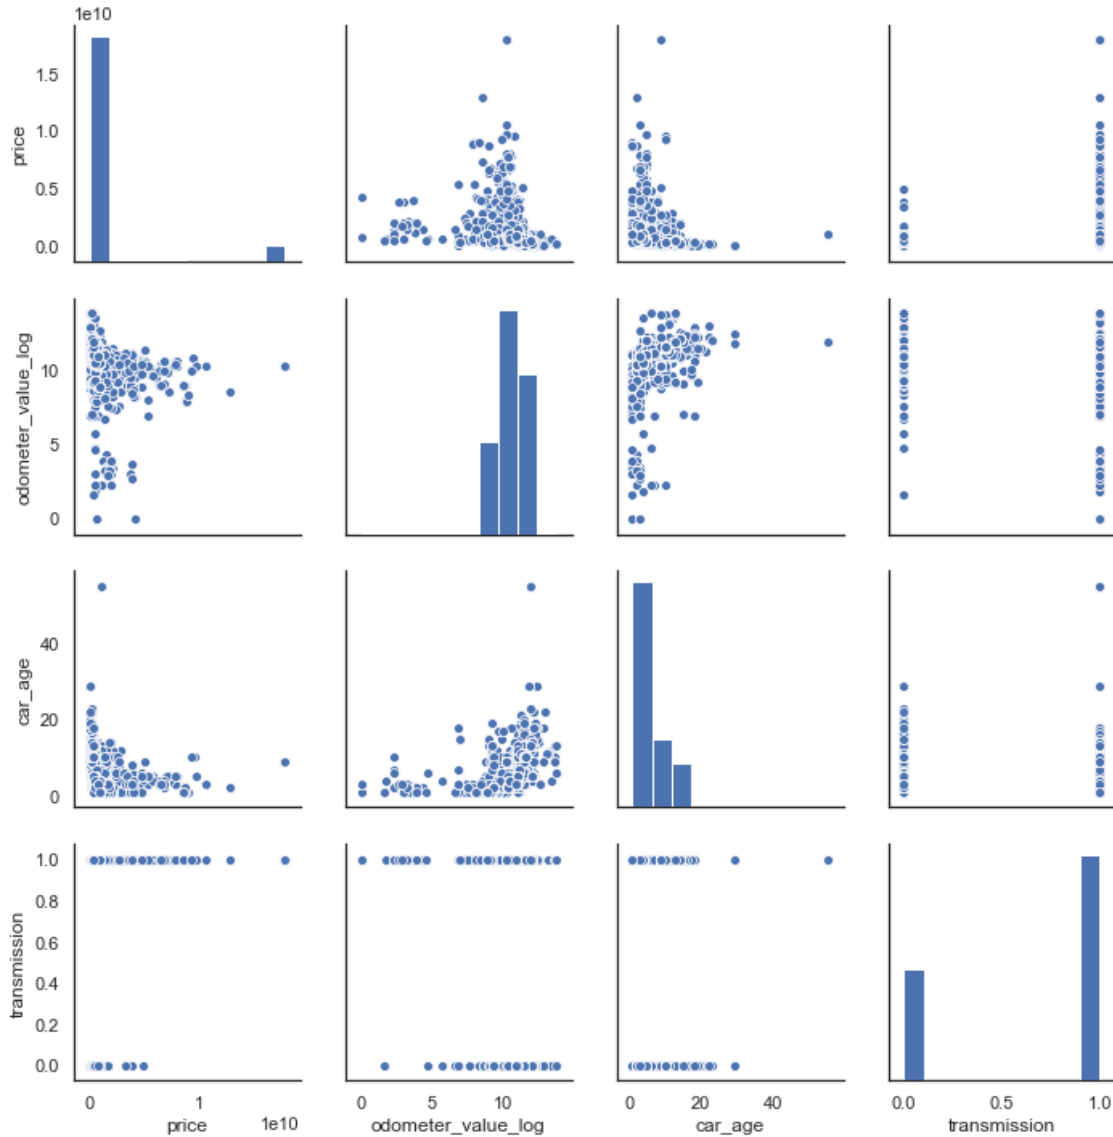 1e10
1.5
1.0
0.5
0.0
price
10
5
0
odometer_value_log
40
20
0
car_age
1.0
0.8
0.6
0.4
0.2
0.0
transmission
0 1 0 5 10 0 20 40 0.0 0.5 1.0
price 1e10 odometer_value_log car_age transmission